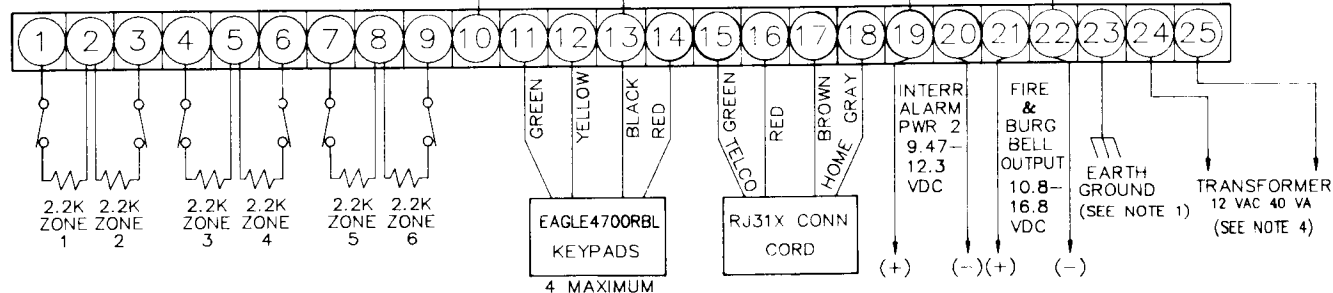 1 2 3 4 5 6 7 8 9 10 11 12 13 14 15 16 17 18 19 20 21 22 23 24 25
GREEN
YELLOW
BLACK
RED
TELCO GREEN
RED
BROWN
HOME GRAY
INTERR
ALARM
PWR 2
9.47-
12.3
VDC
FIRE
&
BURG
BELL
OUTPUT
10.8-
16.8
VDC
EARTH
GROUND
(SEE NOTE 1)
TRANSFORMER
12 VAC 40 VA
(SEE NOTE 4)
2.2K
ZONE
1
2.2K
ZONE
2
2.2K
ZONE
3
2.2K
ZONE
4
2.2K
ZONE
5
2.2K
ZONE
6
EAGLE4700RBL
KEYPADS
4 MAXIMUM
RJ31X CONN
CORD
(+)
(-)
(+)
(-)